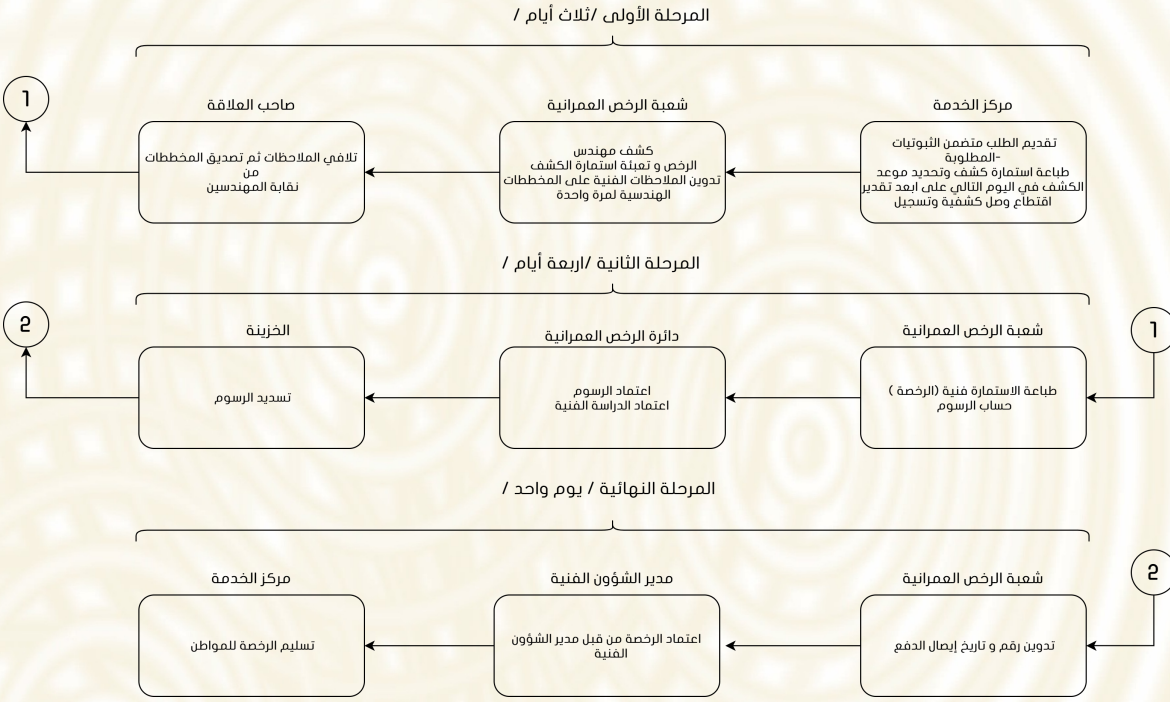 المرحلة الأولى /ثلاث أيام /
مركز الخدمة
تقديم الطلب متضمن الثبوتيات
المطلوبة-
طباعة استمارة كشف وتحديد موعد
الكشف في اليوم التالي على ابعد تقدير
اقتطاع وصل كشفية وتسجيل
شعبة الرخص العمرانية
كشف مهندس
الرخص و تعبئة استمارة الكشف
تدوين الملاحظات الفنية على المخططات
الهندسية لمرة واحدة
صاحب العلاقة
تلافي الملاحظات ثم تصديق المخططات
من
نقابة المهندسين
1
المرحلة الثانية /اربعة أيام /
1
شعبة الرخص العمرانية
طباعة الاستمارة فنية (الرخصة )
حساب الرسوم
دائرة الرخص العمرانية
اعتماد الرسوم
اعتماد الدراسة الفنية
الخزينة
تسديد الرسوم
2
المرحلة النهائية / يوم واحد /
2
شعبة الرخص العمرانية
تدوين رقم و تاريخ إيصال الدفع
مدير الشؤون الفنية
اعتماد الرخصة من قبل مدير الشؤون
الفنية
مركز الخدمة
تسليم الرخصة للمواطن